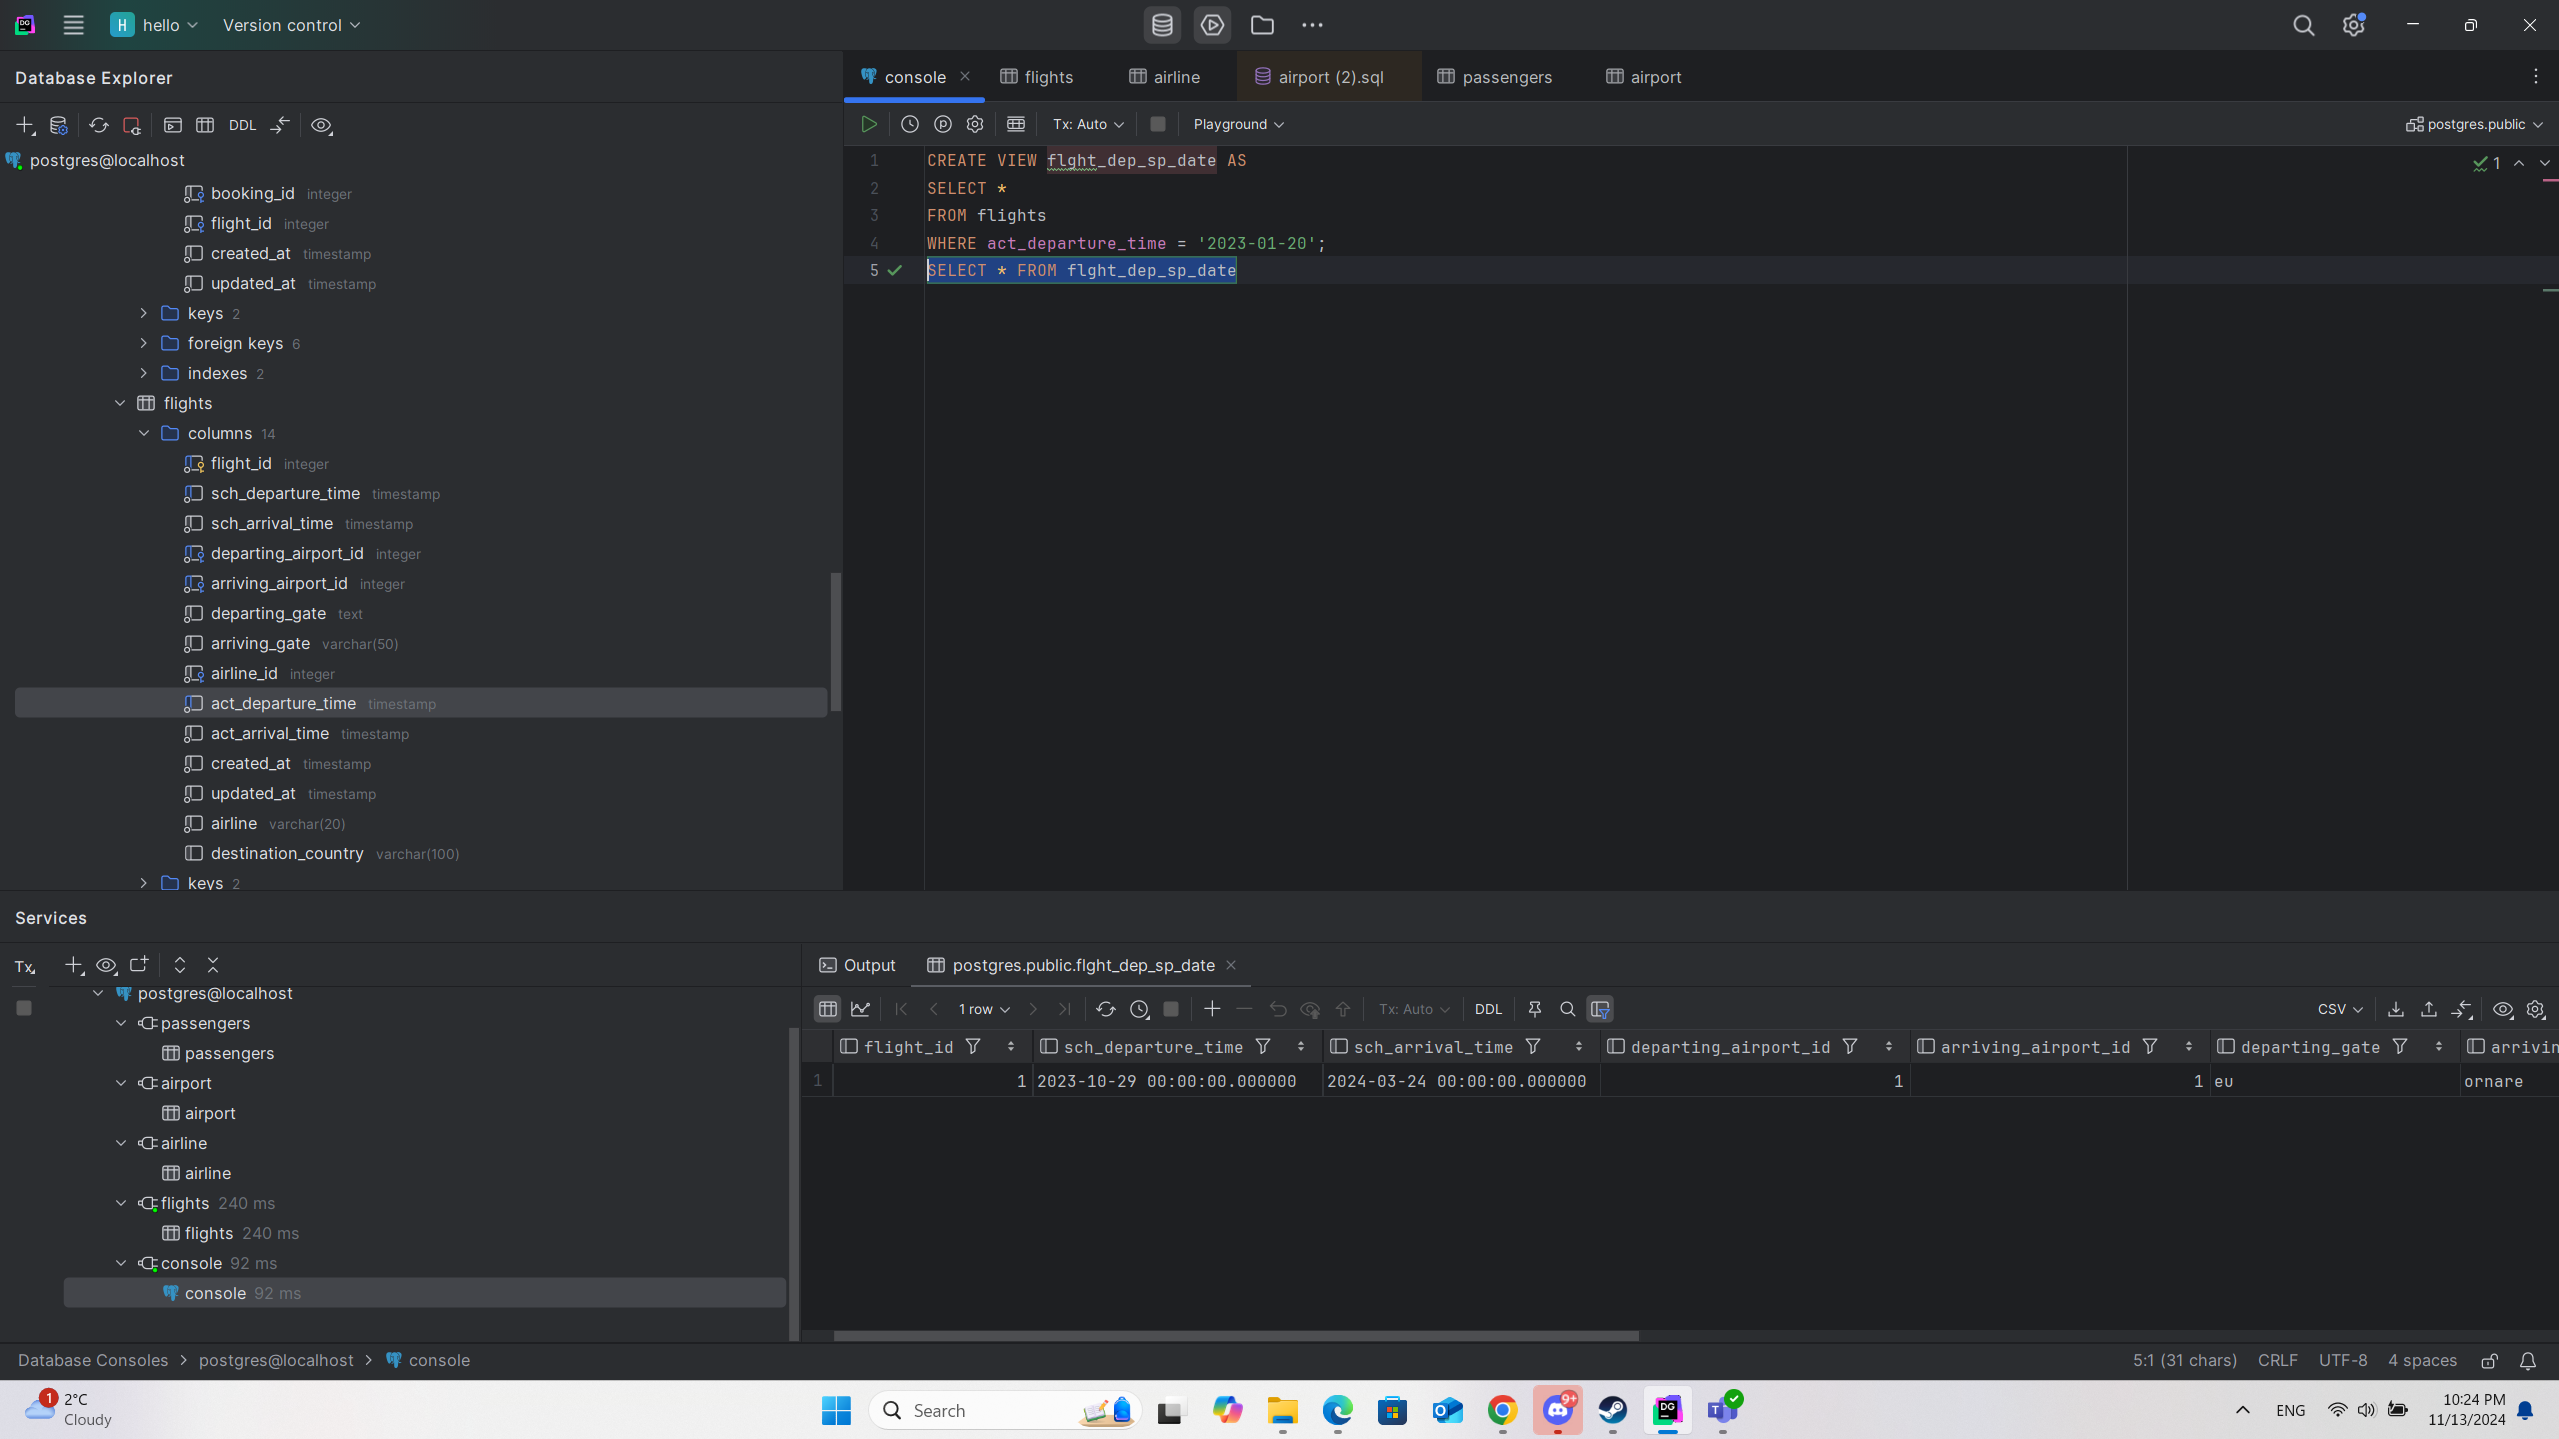 H hello Version control
Database Explorer
console flights airline airport (2).sql passengers airport
DDL
Tx: Auto Playground postgres.public
postgres@localhost
booking_id integer
flight_id integer
created_at timestamp
updated_at timestamp
keys 2
foreign keys 6
indexes 2
flights
columns 14
flight_id integer
sch_departure_time timestamp
sch_arrival_time timestamp
departing_airport_id integer
arriving_airport_id integer
departing_gate text
arriving_gate varchar(50)
airline_id integer
act_departure_time timestamp
act_arrival_time timestamp
created_at timestamp
updated_at timestamp
airline varchar(20)
destination_country varchar(100)
keys 2
1 CREATE VIEW flght_dep_sp_date AS
2 SELECT *
3 FROM flights
4 WHERE act_departure_time = '2023-01-20';
5 SELECT * FROM flght_dep_sp_date
1
Services
Tx
postgres@localhost
passengers
passengers
airport
airport
airline
airline
flights 240 ms
flights 240 ms
console 92 ms
console 92 ms
Output postgres.public.flght_dep_sp_date
1 row Tx: Auto DDL CSV
flight_id sch_departure_time sch_arrival_time departing_airport_id arriving_airport_id departing_gate arrivin
1 1 2023-10-29 00:00:00.000000 2024-03-24 00:00:00.000000 1 1 eu ornare
Database Consoles postgres@localhost console
5:1 (31 chars) CRLF UTF-8 4 spaces
1 2°C
Cloudy
Search
9+
DG
T
ENG
10:24 PM
11/13/2024